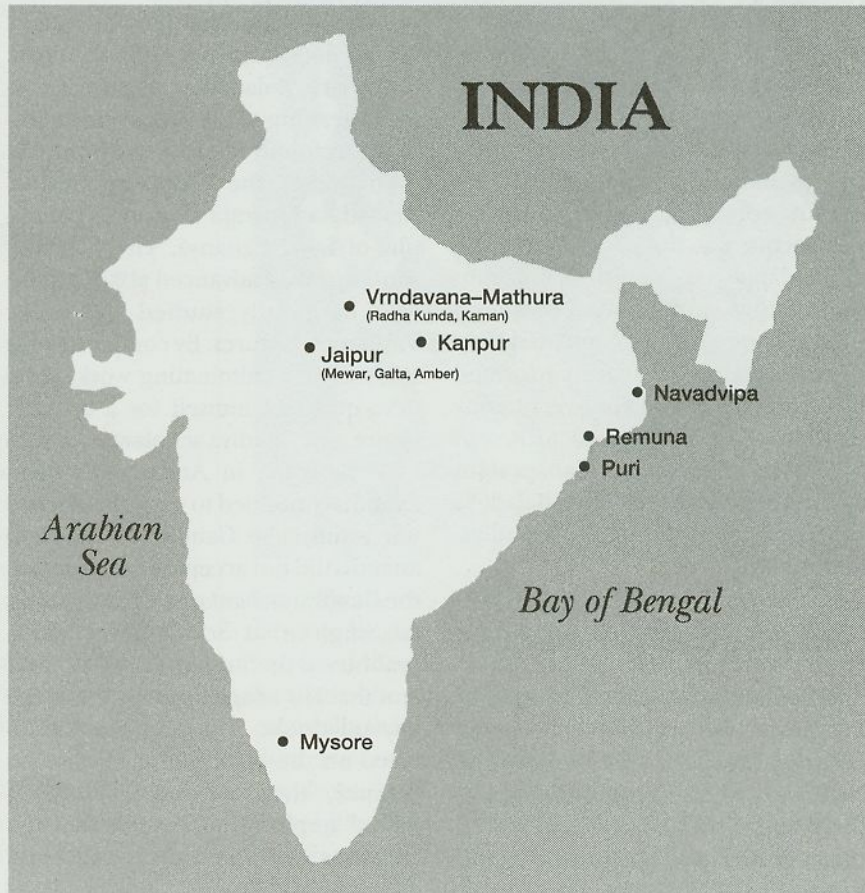 INDIA
Vrndavana–Mathura
(Radha Kunda, Kaman)
Jaipur
(Mewar, Galta, Amber)
Kanpur
Navadvipa
Remuna
Puri
Arabian
Sea
Bay of Bengal
Mysore